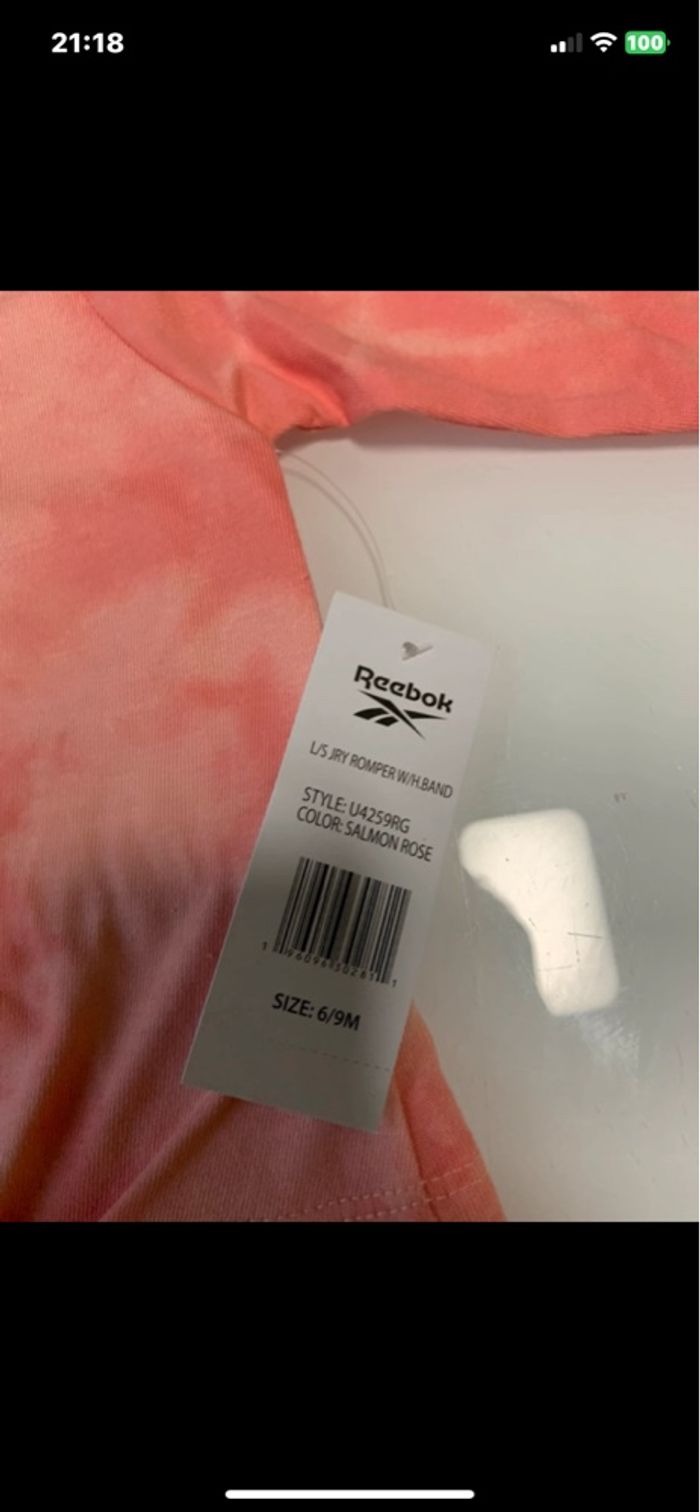 21:18
100
Reebok
L/S JRY ROMPER W/H.BAND
STYLE: U4259RG
COLOR: SALMON ROSE
SIZE: 6/9M